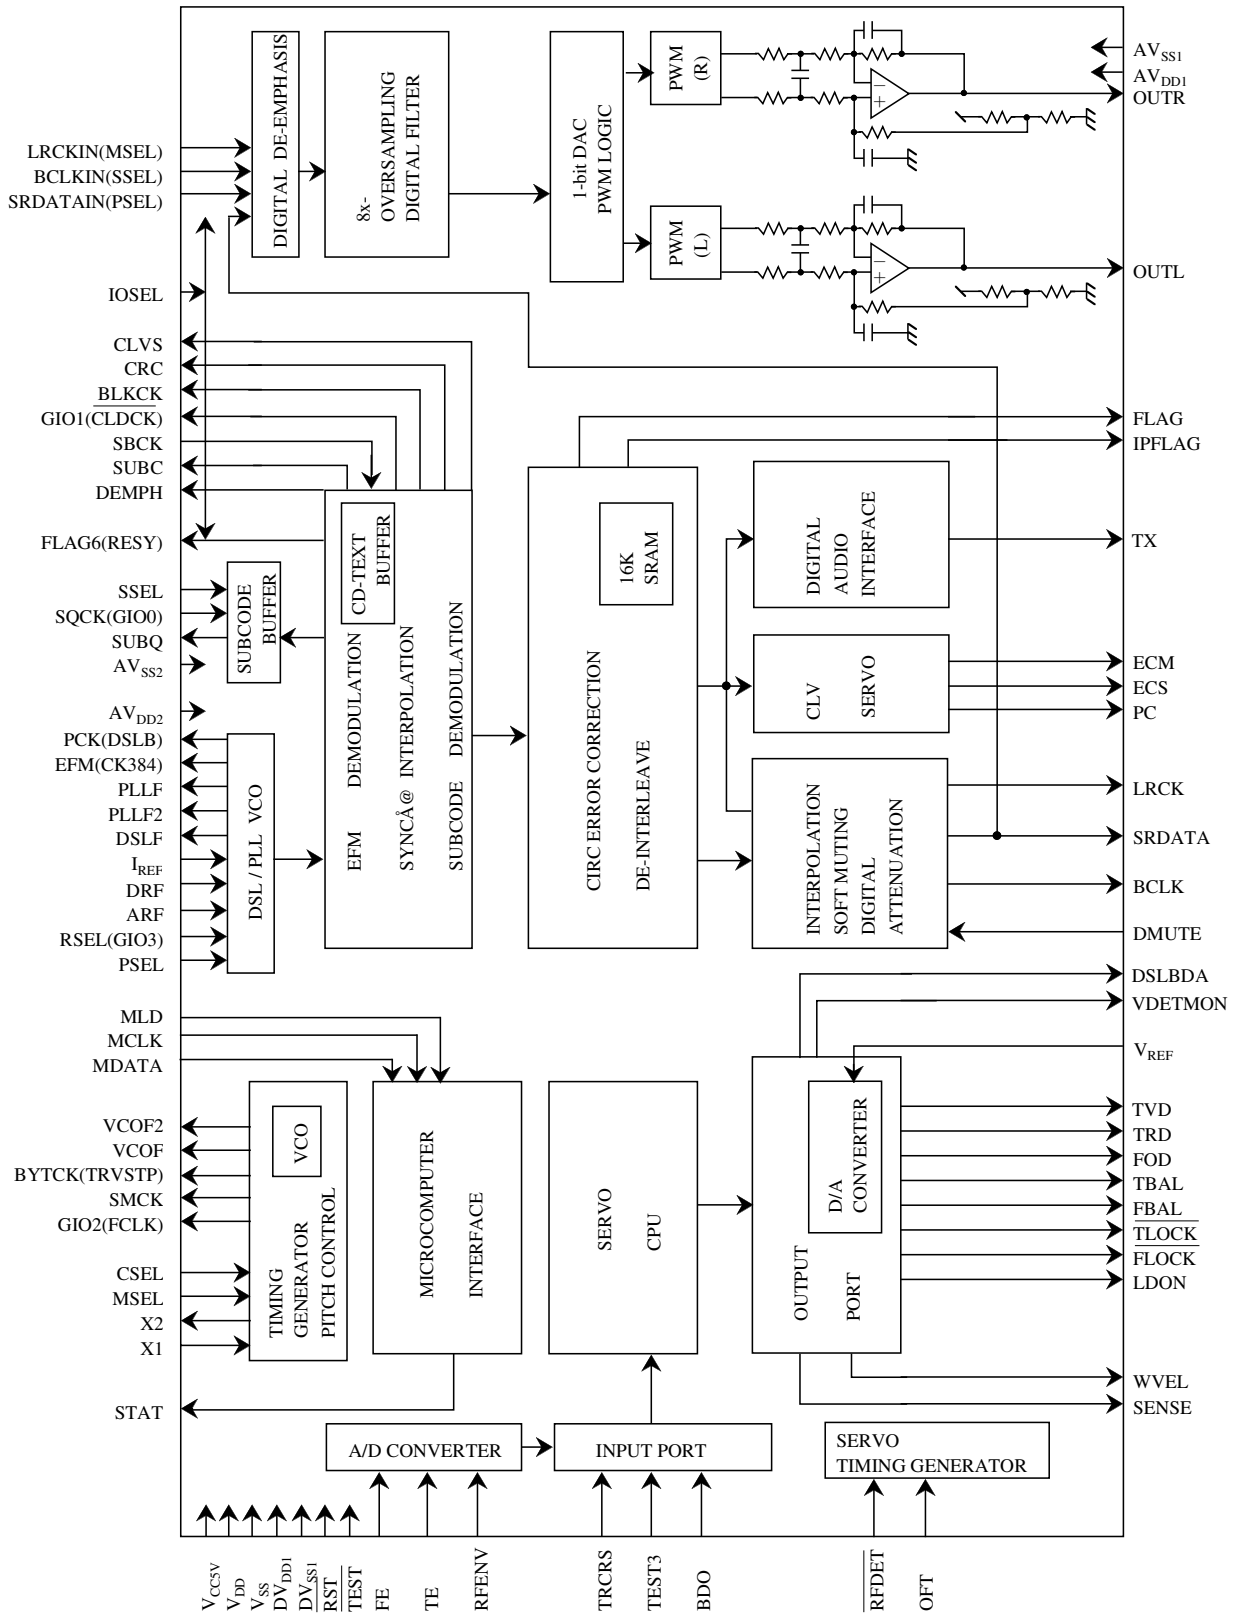 LRCKIN(MSEL)
BCLKIN(SSEL)
SRDATAIN(PSEL)
IOSEL
CLVS
CRC
BLKCK
GIO1(CLDCK)
SBCK
SUBC
DEMPH
FLAG6(RESY)
SSEL
SQCK(GIO0)
SUBQ
AVSS2
AVDD2
PCK(DSLB)
EFM(CK384)
PLLF
PLLF2
DSLF
IREF
DRF
ARF
RSEL(GIO3)
PSEL
MLD
MCLK
MDATA
VCOF2
VCOF
BYTCK(TRVSTP)
SMCK
GIO2(FCLK)
CSEL
MSEL
X2
X1
STAT
DIGITAL DE-EMPHASIS
8x-
OVERSAMPLING
DIGITAL FILTER
1-bit DAC
PWM LOGIC
PWM
(R)
PWM
(L)
SUBCODE
BUFFER
CD-TEXT
BUFFER
EFM DEMODULATION
SYNCÅ@ INTERPOLATION
SUBCODE DEMODULATION
DSL / PLL VCO
16K
SRAM
CIRC ERROR CORRECTION
DE-INTERLEAVE
DIGITAL
AUDIO
INTERFACE
CLV
SERVO
INTERPOLATION
SOFT MUTING
DIGITAL
ATTENUATION
VCO
TIMING
GENERATOR
PITCH CONTROL
MICROCOMPUTER
INTERFACE
SERVO
CPU
D/A
CONVERTER
OUTPUT
PORT
A/D CONVERTER
INPUT PORT
SERVO
TIMING GENERATOR
AVSS1
AVDD1
OUTR
OUTL
FLAG
IPFLAG
TX
ECM
ECS
PC
LRCK
SRDATA
BCLK
DMUTE
DSLBDA
VDETMON
VREF
TVD
TRD
FOD
TBAL
FBAL
TLOCK
FLOCK
LDON
WVEL
SENSE
VCC5V
VDD
VSS
DVDD1
DVSS1
RST
TEST
FE
TE
RFENV
TRCRS
TEST3
BDO
RFDET
OFT